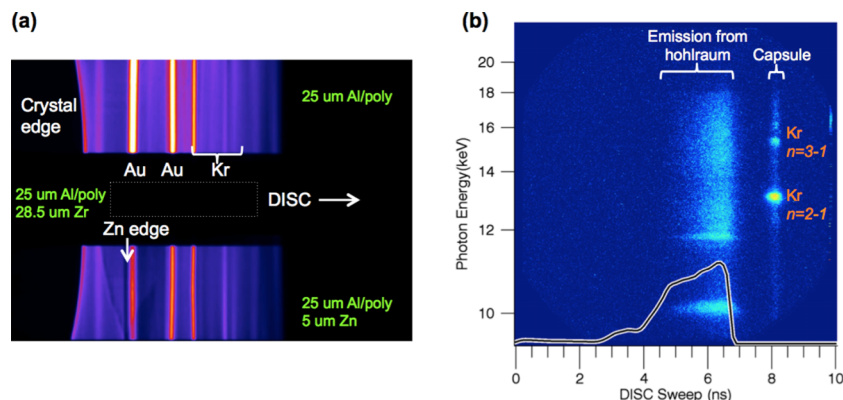 (a)
Crystal
edge
25 um Al/poly
Au Au Kr
25 um Al/poly
28.5 um Zr
DISC
Zn edge
25 um Al/poly
5 um Zn
(b)
Emission from
hohlraum
Capsule
Photon Energy(keV)
20
18
16
14
12
10
Kr
n=3-1
Kr
n=2-1
0 2 4 6 8 10
DISC Sweep (ns)